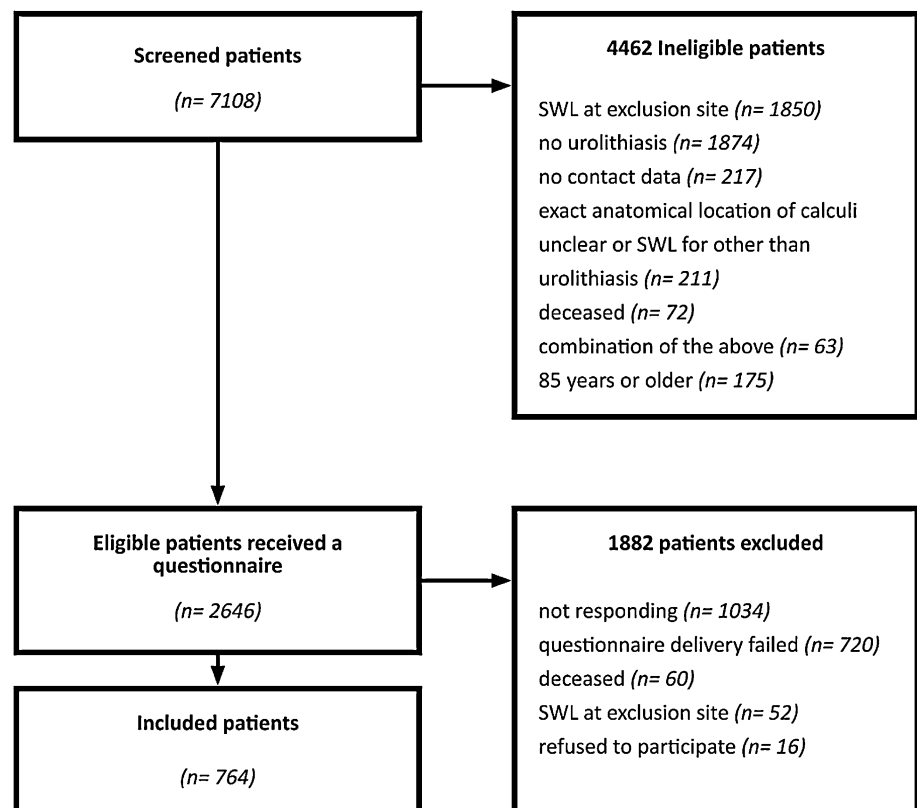 Screened patients
(n= 7108)
4462 Ineligible patients
SWL at exclusion site (n= 1850)
no urolithiasis (n= 1874)
no contact data (n= 217)
exact anatomical location of calculi
unclear or SWL for other than
urolithiasis (n= 211)
deceased (n= 72)
combination of the above (n= 63)
85 years or older (n= 175)
Eligible patients received a
questionnaire
(n= 2646)
1882 patients excluded
not responding (n= 1034)
questionnaire delivery failed (n= 720)
deceased (n= 60)
SWL at exclusion site (n= 52)
refused to participate (n= 16)
Included patients
(n= 764)